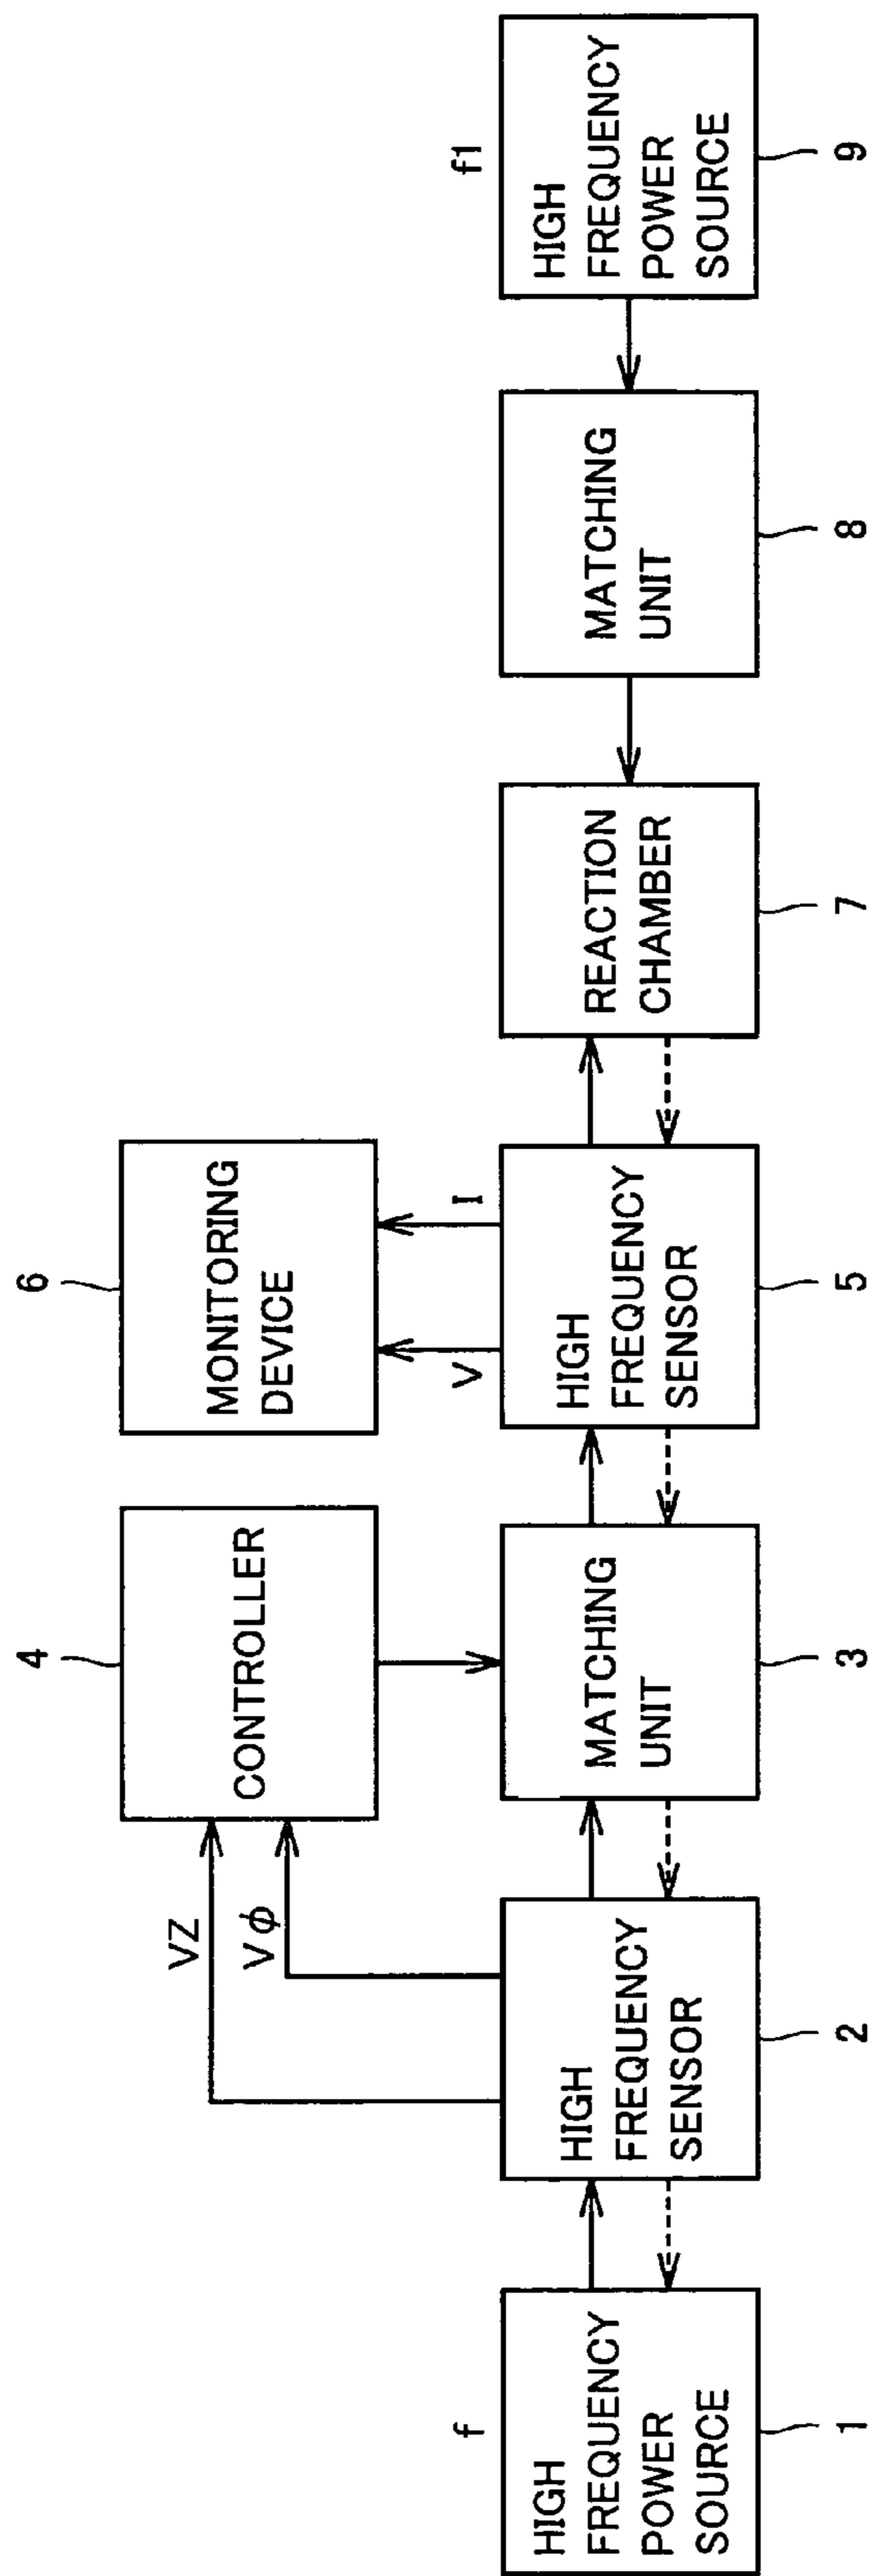 6
MONITORING
DEVICE
4
CONTROLLER
VZ
Vφ
V
I
f
HIGH
FREQUENCY
POWER
SOURCE
1
HIGH
FREQUENCY
SENSOR
2
MATCHING
UNIT
3
HIGH
FREQUENCY
SENSOR
5
REACTION
CHAMBER
7
MATCHING
UNIT
8
f1
HIGH
FREQUENCY
POWER
SOURCE
9